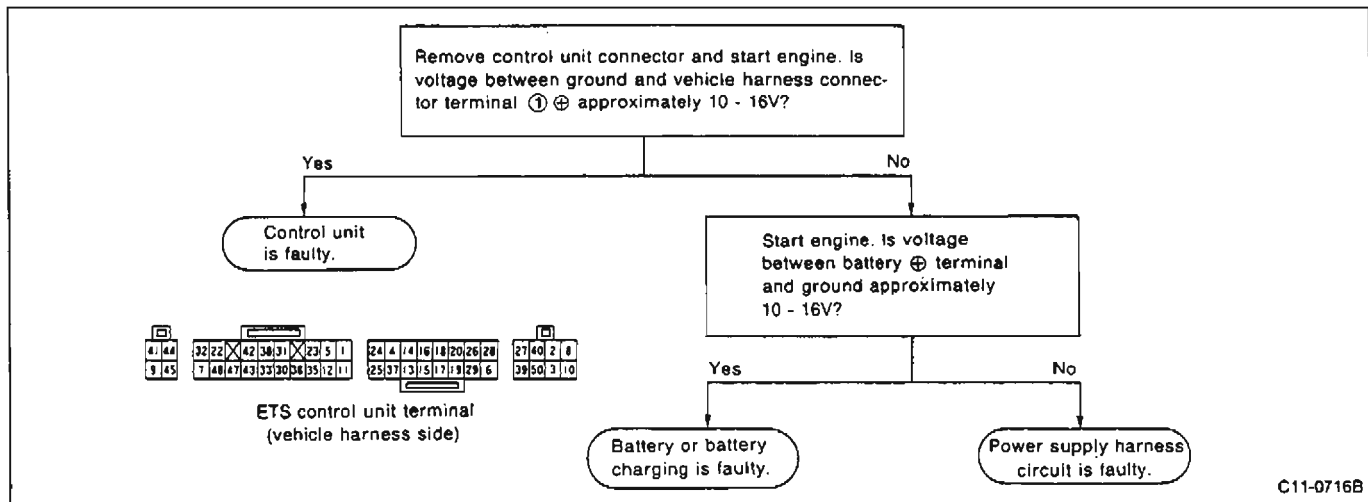 Remove control unit connector and start engine. Is
voltage between ground and vehicle harness connec-
tor terminal ① ⊕ approximately 10 - 16V?
Yes
No
Control unit
is faulty.
Start engine. Is voltage
between battery ⊕ terminal
and ground approximately
10 - 16V?
41 44 32 22 42 38 31 23 5 1 24 4 14 16 18 20 26 28 27 40 2 8
9 45 7 48 47 43 33 30 36 35 12 11 25 37 13 15 17 19 29 6 39 50 3 10
ETS control unit terminal
(vehicle harness side)
Yes
No
Battery or battery
charging is faulty.
Power supply harness
circuit is faulty.
C11-0716B